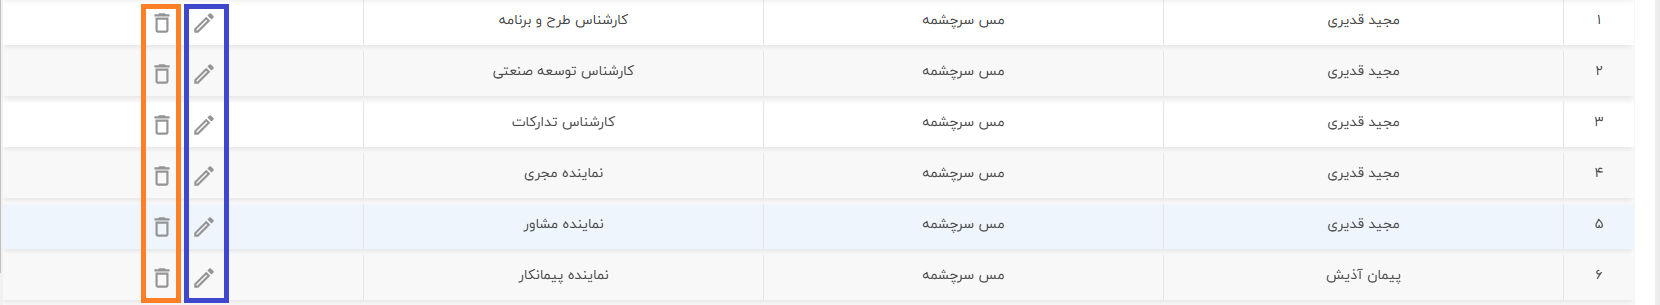 ۱ مجید قدیری مس سرچشمه کارشناس طرح و برنامه
۲ مجید قدیری مس سرچشمه کارشناس توسعه صنعتی
۳ مجید قدیری مس سرچشمه کارشناس تدارکات
۴ مجید قدیری مس سرچشمه نماینده مجری
۵ مجید قدیری مس سرچشمه نماینده مشاور
۶ پیمان آذیش مس سرچشمه نماینده پیمانکار